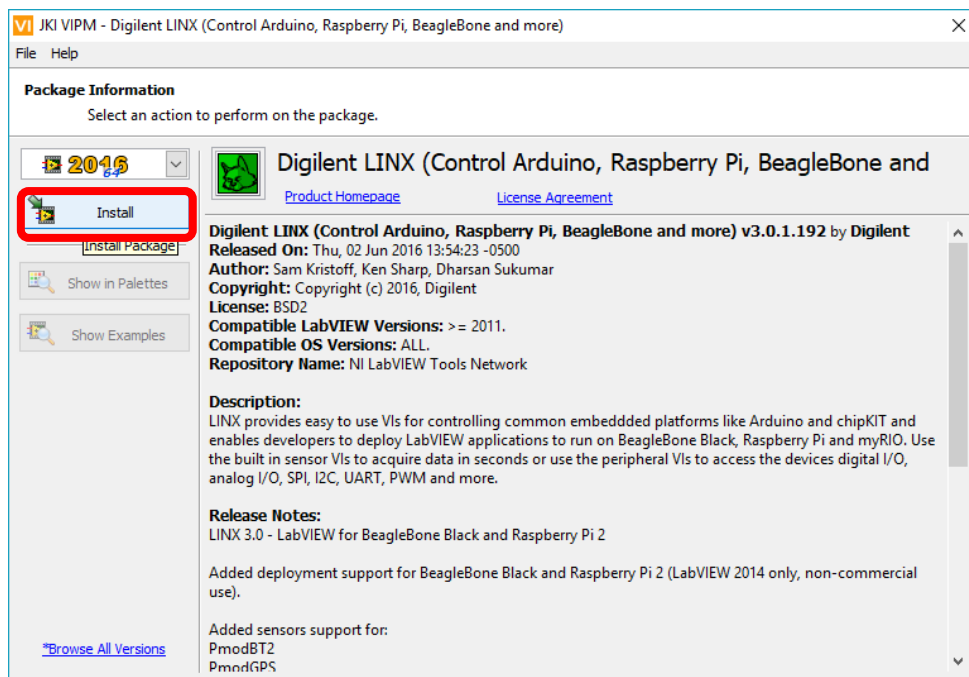 VI JKI VIPM - Digilent LINX (Control Arduino, Raspberry Pi, BeagleBone and more)
File Help
Package Information
Select an action to perform on the package.
2016
64
Install
Install Package
Show in Palettes
Show Examples
*Browse All Versions
Digilent LINX (Control Arduino, Raspberry Pi, BeagleBone and
Product Homepage License Agreement
Digilent LINX (Control Arduino, Raspberry Pi, BeagleBone and more) v3.0.1.192 by Digilent
Released On: Thu, 02 Jun 2016 13:54:23 -0500
Author: Sam Kristoff, Ken Sharp, Dharsan Sukumar
Copyright: Copyright (c) 2016, Digilent
License: BSD2
Compatible LabVIEW Versions: >= 2011.
Compatible OS Versions: ALL.
Repository Name: NI LabVIEW Tools Network
Description:
LINX provides easy to use VIs for controlling common embeddded platforms like Arduino and chipKIT and
enables developers to deploy LabVIEW applications to run on BeagleBone Black, Raspberry Pi and myRIO. Use
the built in sensor VIs to acquire data in seconds or use the peripheral VIs to access the devices digital I/O,
analog I/O, SPI, I2C, UART, PWM and more.
Release Notes:
LINX 3.0 - LabVIEW for BeagleBone Black and Raspberry Pi 2
Added deployment support for BeagleBone Black and Raspberry Pi 2 (LabVIEW 2014 only, non-commercial
use).
Added sensors support for:
PmodBT2
PmodGPS